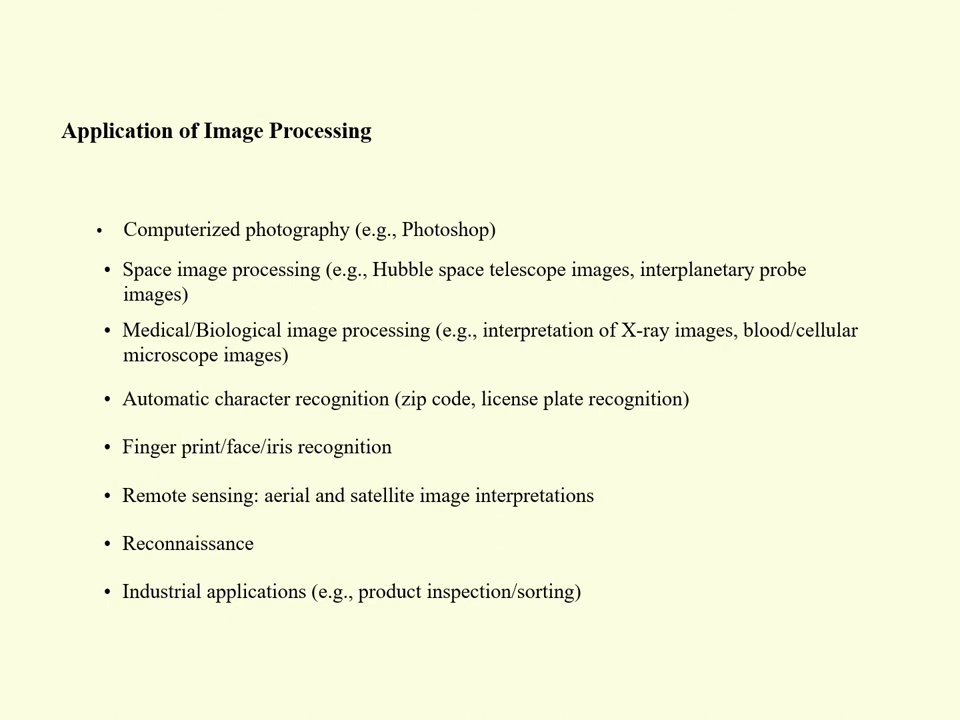 Application of Image Processing
• Computerized photography (e.g., Photoshop)
• Space image processing (e.g., Hubble space telescope images, interplanetary probe
images)
• Medical/Biological image processing (e.g., interpretation of X-ray images, blood/cellular
microscope images)
• Automatic character recognition (zip code, license plate recognition)
• Finger print/face/iris recognition
• Remote sensing: aerial and satellite image interpretations
• Reconnaissance
• Industrial applications (e.g., product inspection/sorting)